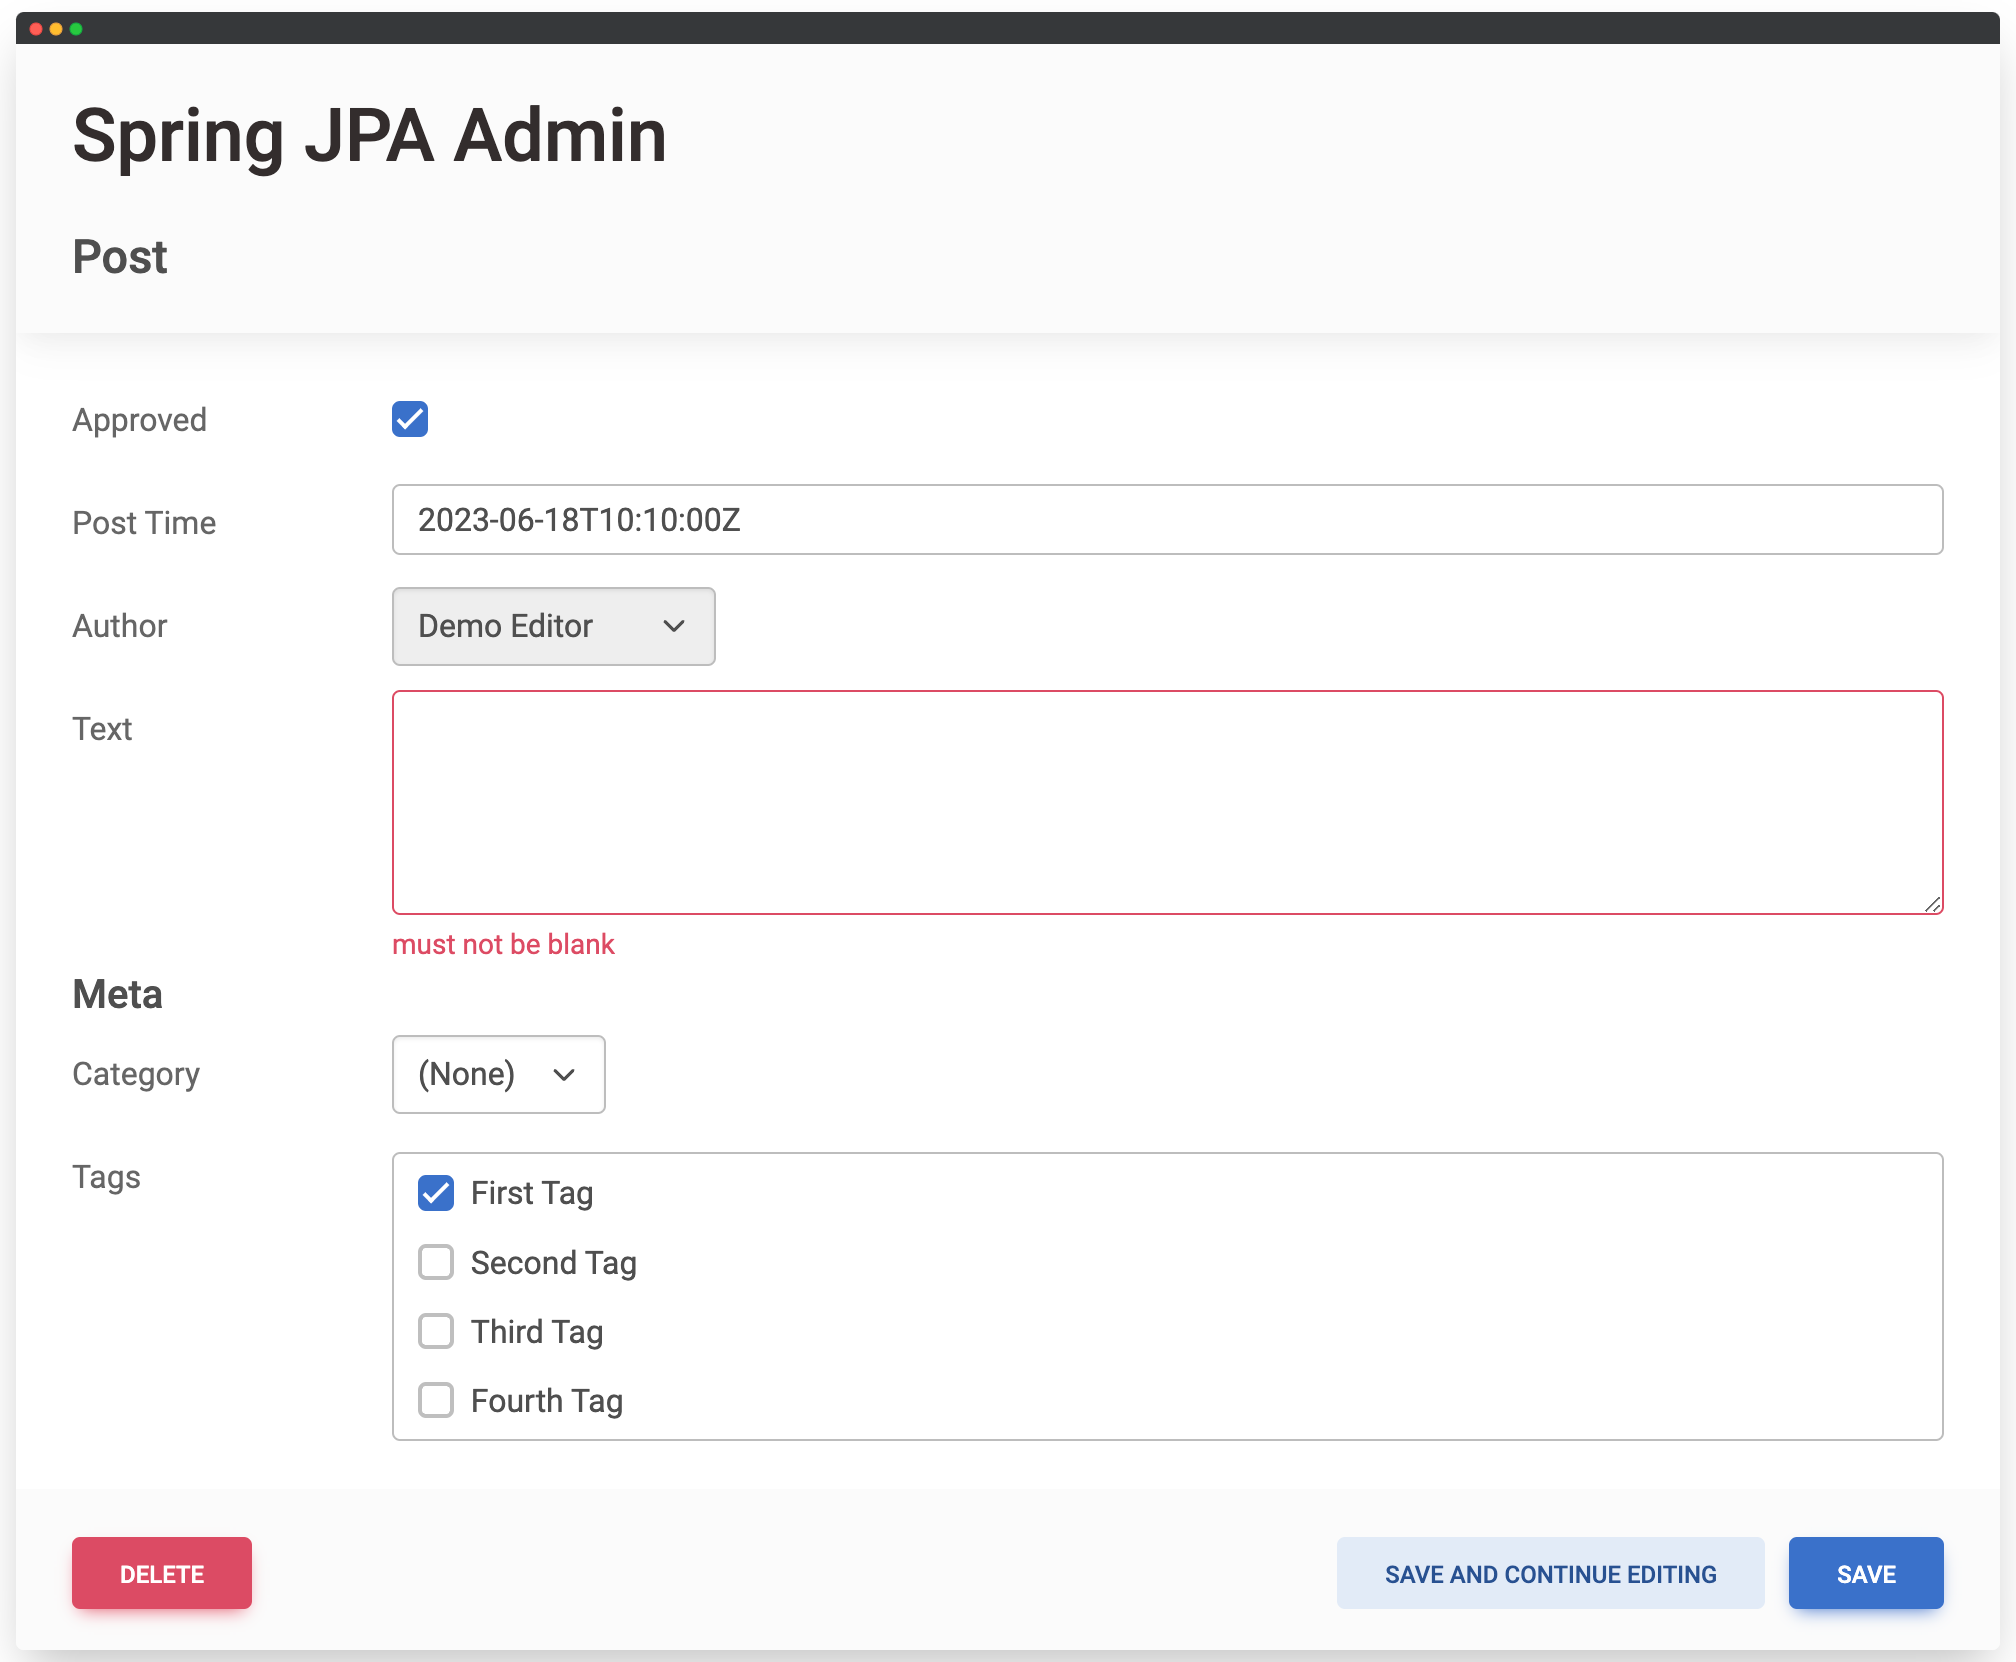 Spring JPA Admin
Post
Approved
Post Time
2023-06-18T10:10:00Z
Author
Demo Editor
Text
must not be blank
Meta
Category
(None)
Tags
First Tag
Second Tag
Third Tag
Fourth Tag
DELETE
SAVE AND CONTINUE EDITING
SAVE